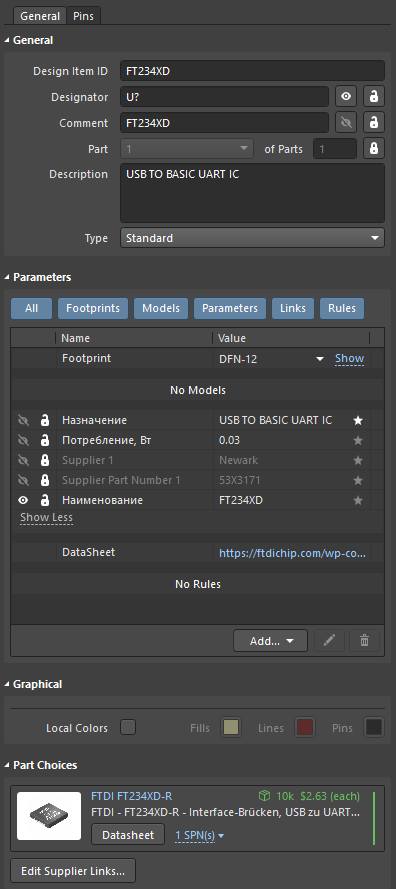 General Pins
General
Design Item ID FT234XD
Designator U?
Comment FT234XD
Part 1 of Parts 1
Description USB TO BASIC UART IC
Type Standard
Parameters
All Footprints Models Parameters Links Rules
Name Value
Footprint DFN-12 Show
No Models
Назначение USB TO BASIC UART IC
Потребление, Вт 0.03
Supplier 1 Newark
Supplier Part Number 1 53X3171
Наименование FT234XD
Show Less
DataSheet https://ftdichip.com/wp-co...
No Rules
Add...
Graphical
Local Colors Fills Lines Pins
Part Choices
FTDI FT234XD-R 10k $2.63 (each)
FTDI - FT234XD-R - Interface-Brücken, USB zu UART...
Datasheet 1 SPN(s)
Edit Supplier Links...